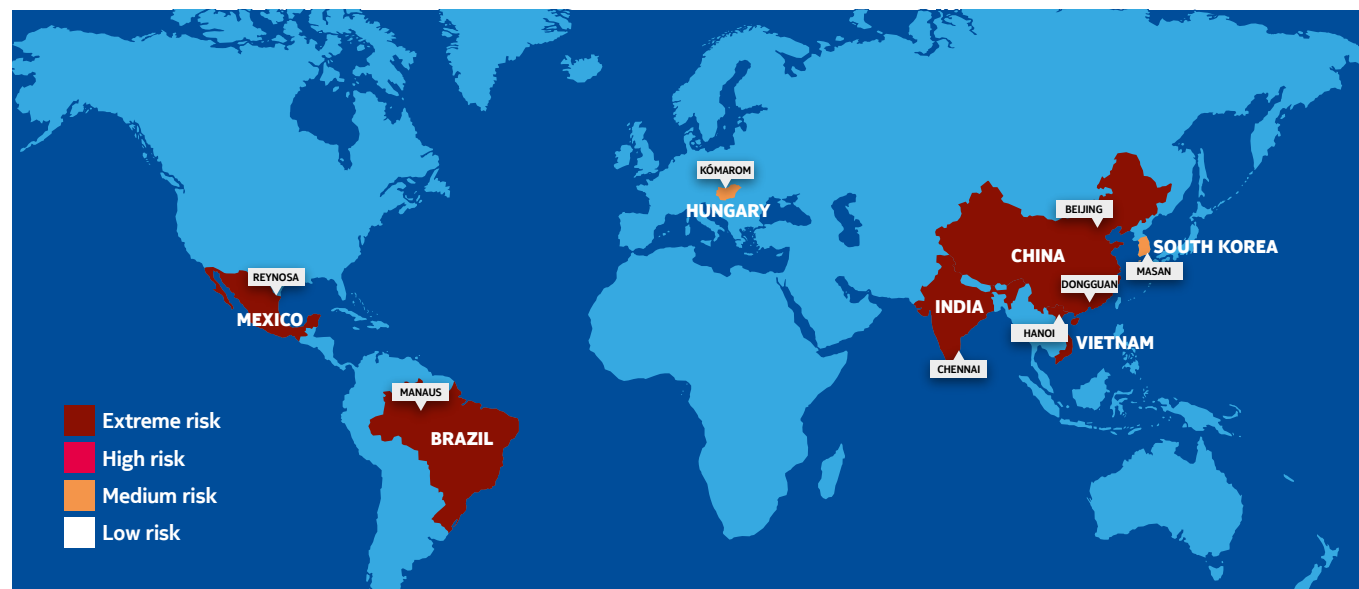 KÓMAROM
HUNGARY
BEIJING
CHINA
SOUTH KOREA
MASAN
REYNOSA
MEXICO
DONGGUAN
INDIA
HANOI
VIETNAM
CHENNAI
MANAUS
BRAZIL
Extreme risk
High risk
Medium risk
Low risk